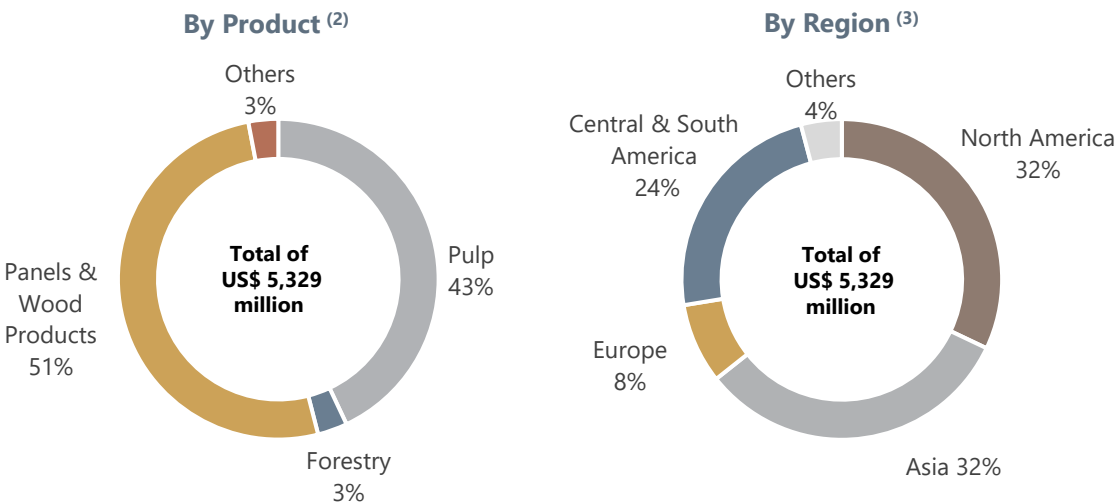 By Product (2)
Others
3%
Pulp
43%
Forestry
3%
Panels &
Wood
Products
51%
Total of
US$ 5,329
million
By Region (3)
Others
4%
North America
32%
Asia 32%
Europe
8%
Central & South
America
24%
Total of
US$ 5,329
million